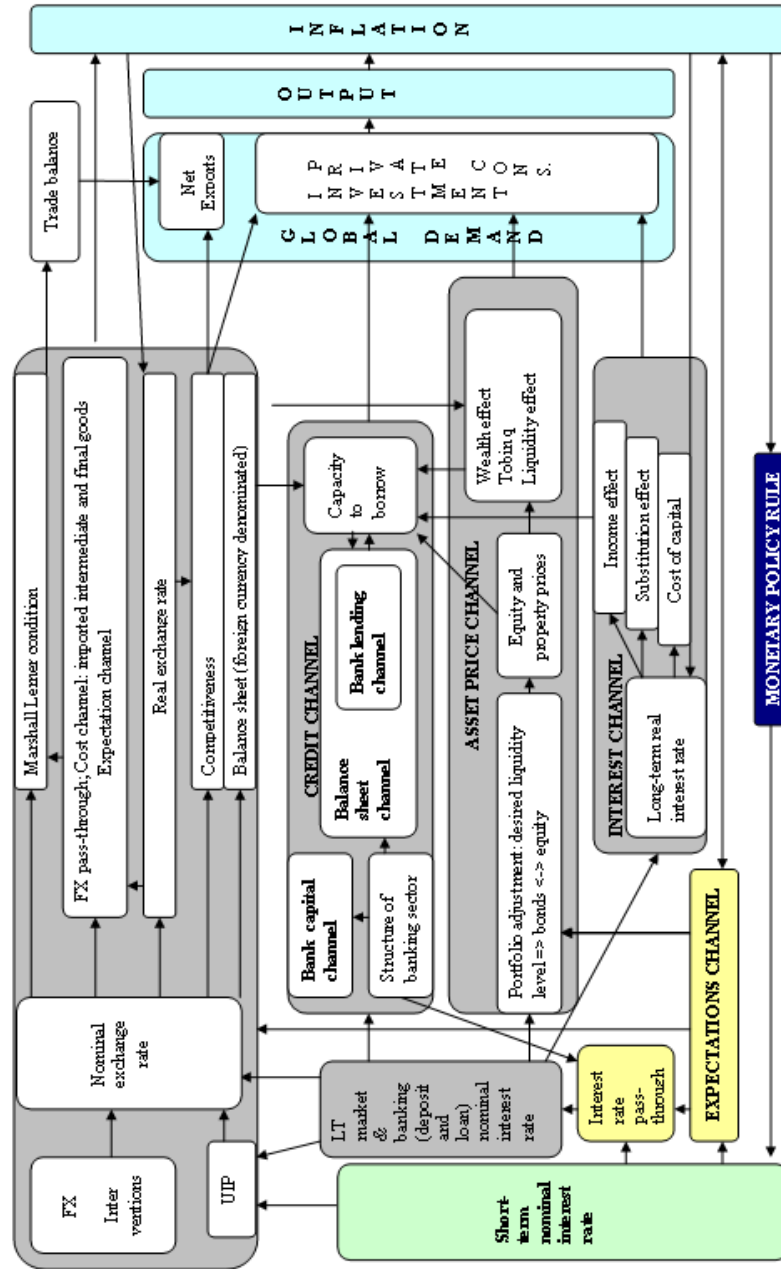 FX
Inter
ventions
UIP
Nominal
exchange
rate
Marshall Lerner condition
FX pass-through; Cost channel: imported intermediate and final goods
Expectation channel
Real exchange rate
Competitiveness
Balance sheet (foreign currency denominated)
Trade balance
Net
Exports
GLOBAL DEMAND
I P
N R I
V I V A
E S T T E
M E N C
T O N S.
OUTPUT
INFLATION
CREDIT CHANNEL
Bank capital
channel
Structure of
banking sector
Balance
sheet
channel
Bank lending
channel
Capacity
to
borrow
ASSET PRICE CHANNEL
Portfolio adjustment: desired liquidity
level => bonds <-> equity
Equity and
property prices
Wealth effect
Tobin q
Liquidity effect
INTEREST CHANNEL
Long-term real
interest rate
Income effect
Substitution effect
Cost of capital
LT
market
&
banking
(deposit
and
loan)
nominal
interest
rate
Interest
rate
pass-
through
EXPECTATIONS CHANNEL
Short-
term
nominal
interest
rate
MONETARY POLICY RULE